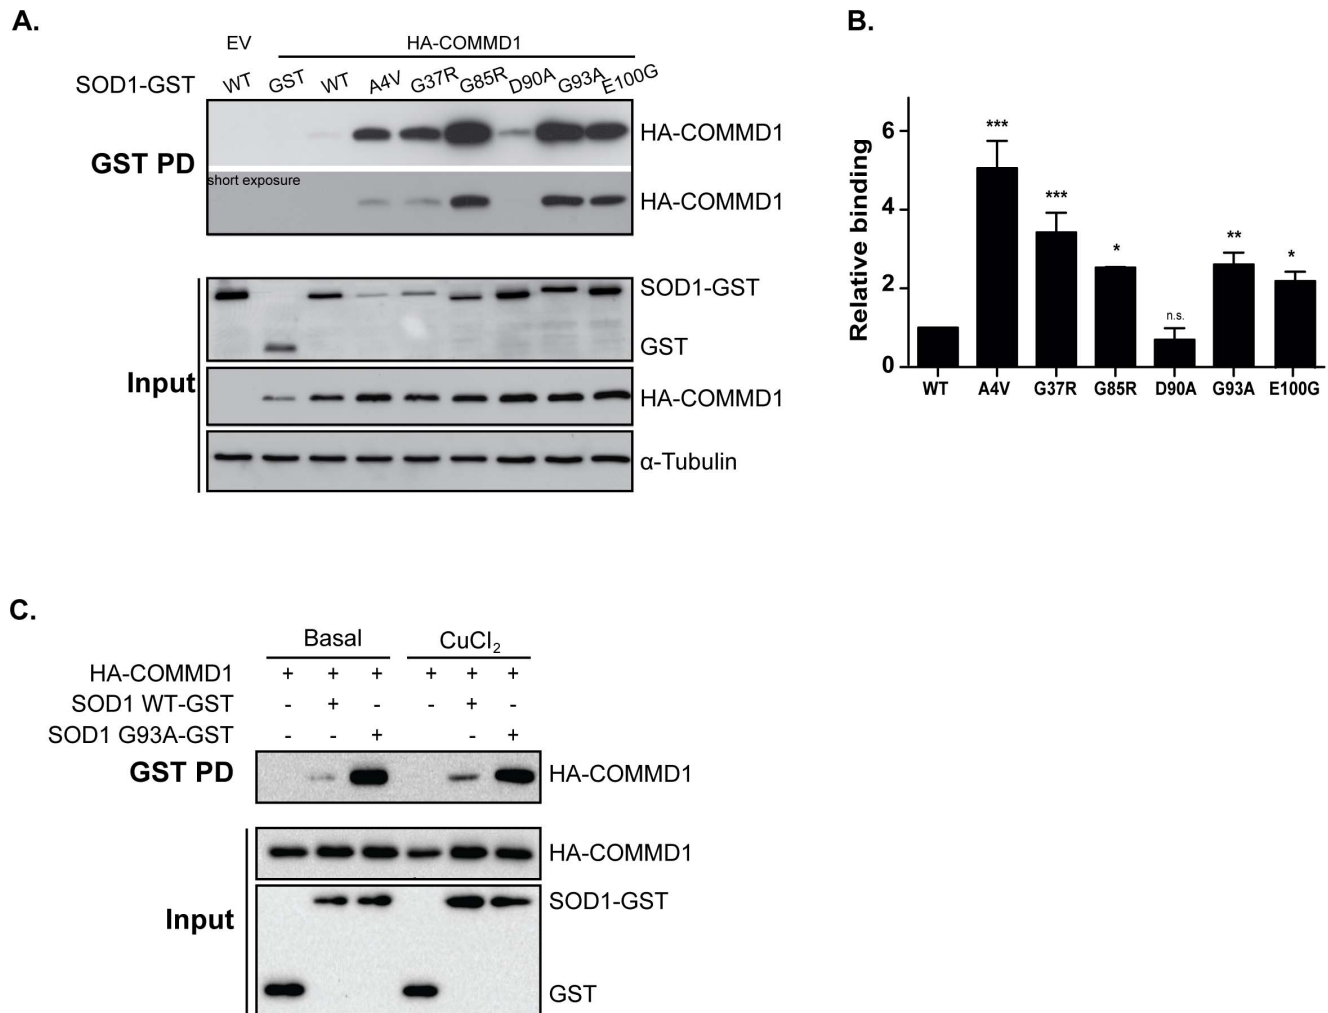 A.
EV HA-COMMD1
SOD1-GST WT GST WT A4V G37R G85R D90A G93A E100G
GST PD
HA-COMMD1
short exposure
HA-COMMD1
Input
SOD1-GST
GST
HA-COMMD1
α-Tubulin
B.
Relative binding
6
4
2
0
***
***
*
n.s.
**
*
WT A4V G37R G85R D90A G93A E100G
C.
Basal CuCl₂
HA-COMMD1 + + + + + +
SOD1 WT-GST - + - - + -
SOD1 G93A-GST - - + - +
GST PD HA-COMMD1
Input
HA-COMMD1
SOD1-GST
GST